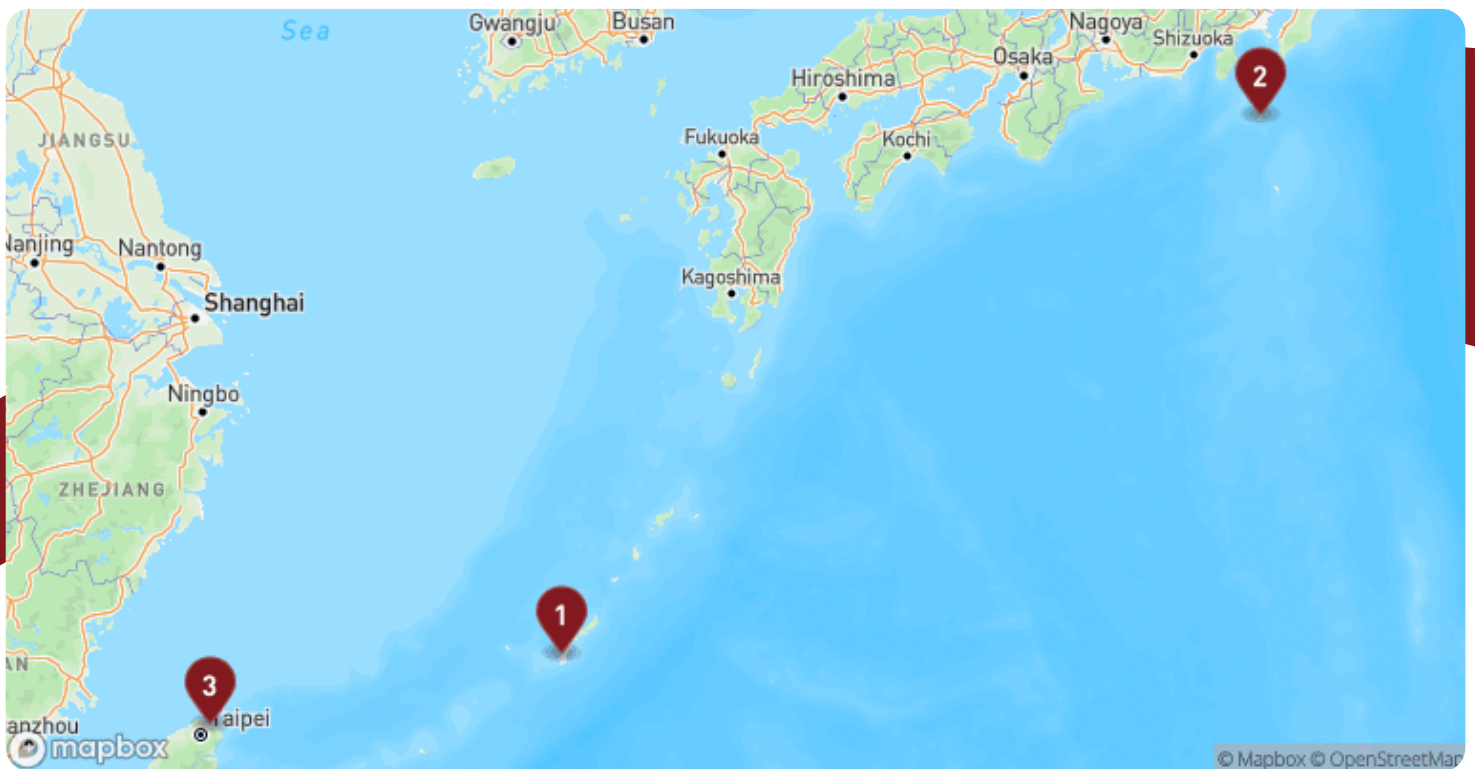 Sea
Gwangju
Busan
Nagoya
Shizuoka
Osaka
2
Hiroshima
JIANGSU
Fukuoka
Kochi
Nanjing
Nantong
Kagoshima
Shanghai
Ningbo
ZHEJIANG
1
AN
3
Taipei
anzhou
mapbox
© Mapbox © OpenStreetMap